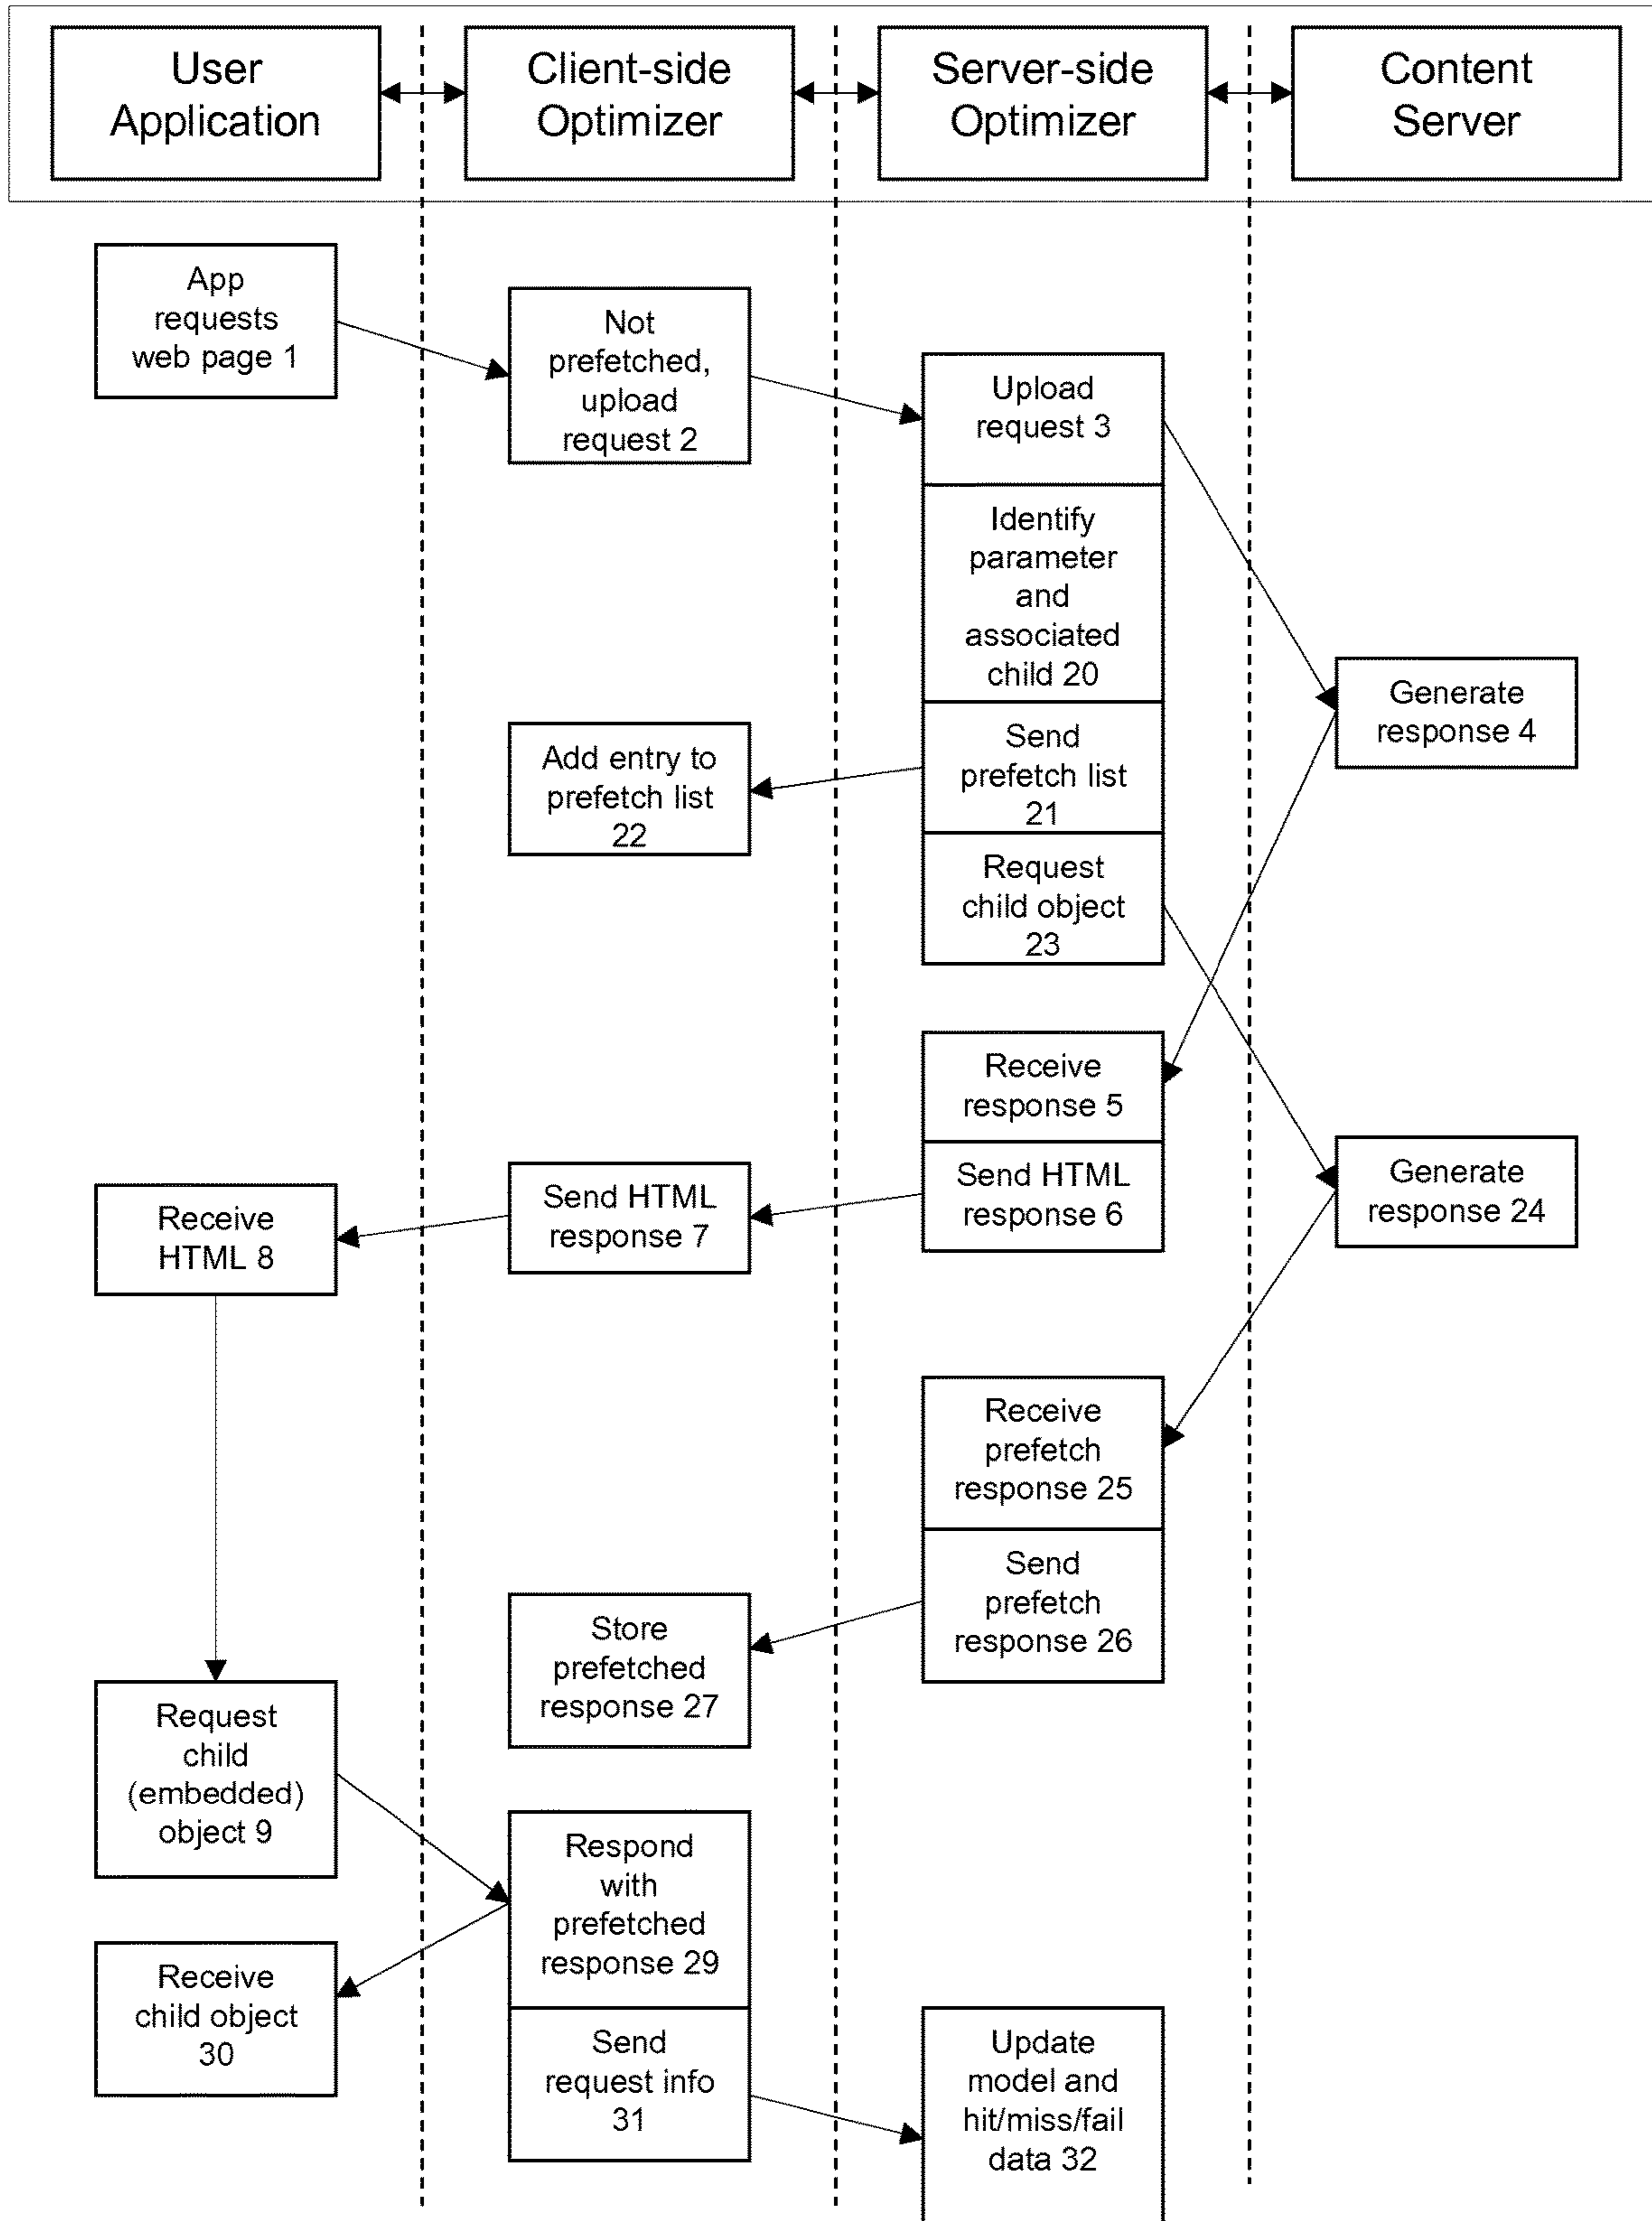 User
Application
Client-side
Optimizer
Server-side
Optimizer
Content
Server
App
requests
web page 1
Not
prefetched,
upload
request 2
Upload
request 3
Identify
parameter
and
associated
child 20
Generate
response 4
Send
prefetch list
21
Add entry to
prefetch list
22
Request
child object
23
Receive
response 5
Send HTML
response 6
Generate
response 24
Send HTML
response 7
Receive
HTML 8
Receive
prefetch
response 25
Send
prefetch
response 26
Store
prefetched
response 27
Request
child
(embedded)
object 9
Respond
with
prefetched
response 29
Receive
child object
30
Send
request info
31
Update
model and
hit/miss/fail
data 32